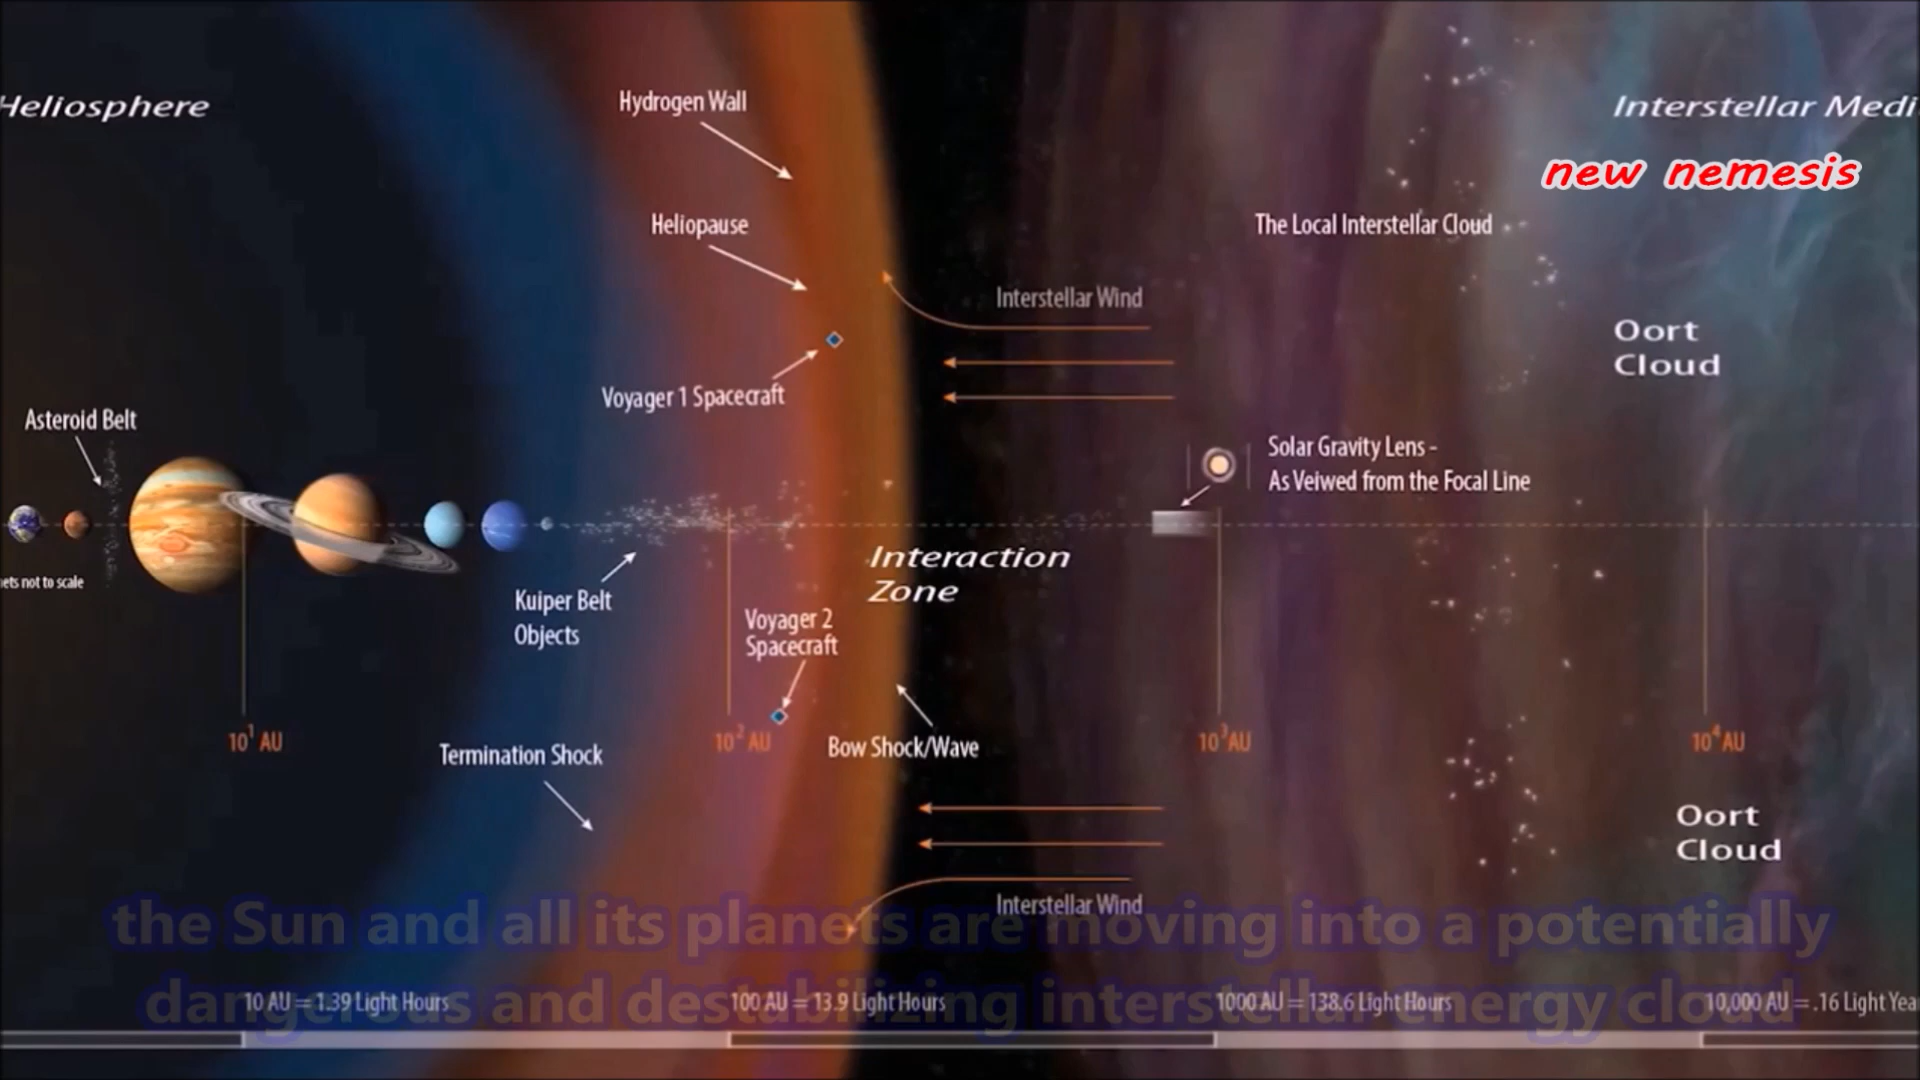 Heliosphere
Hydrogen Wall
Interstellar Medi
new nemesis
Heliopause
The Local Interstellar Cloud
Interstellar Wind
Oort
Cloud
Voyager 1 Spacecraft
Asteroid Belt
Solar Gravity Lens -
As Veiwed from the Focal Line
Interaction
Zone
ets not to scale
Kuiper Belt
Objects
Voyager 2
Spacecraft
10¹ AU
10² AU
10³ AU
10⁴ AU
Termination Shock
Bow Shock/Wave
Oort
Cloud
Interstellar Wind
the Sun and all its planets are moving into a potentially
dangerous and destabilizing interstellar energy cloud
10 AU = 1.39 Light Hours
100 AU = 13.9 Light Hours
1000 AU = 138.6 Light Hours
10,000 AU = .16 Light Yea